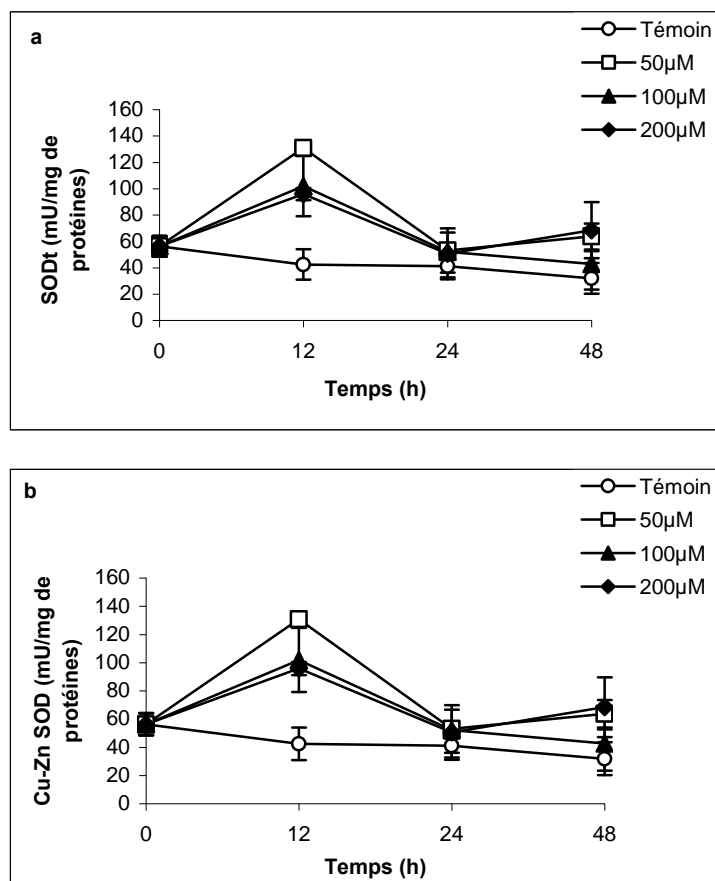 a
Témoin
50µM
100µM
200µM
SODt (mU/mg de
protéines)
160
140
120
100
80
60
40
20
0
0 12 24 48
Temps (h)
b
Témoin
50µM
100µM
200µM
Cu-Zn SOD (mU/mg de
protéines)
160
140
120
100
80
60
40
20
0
0 12 24 48
Temps (h)